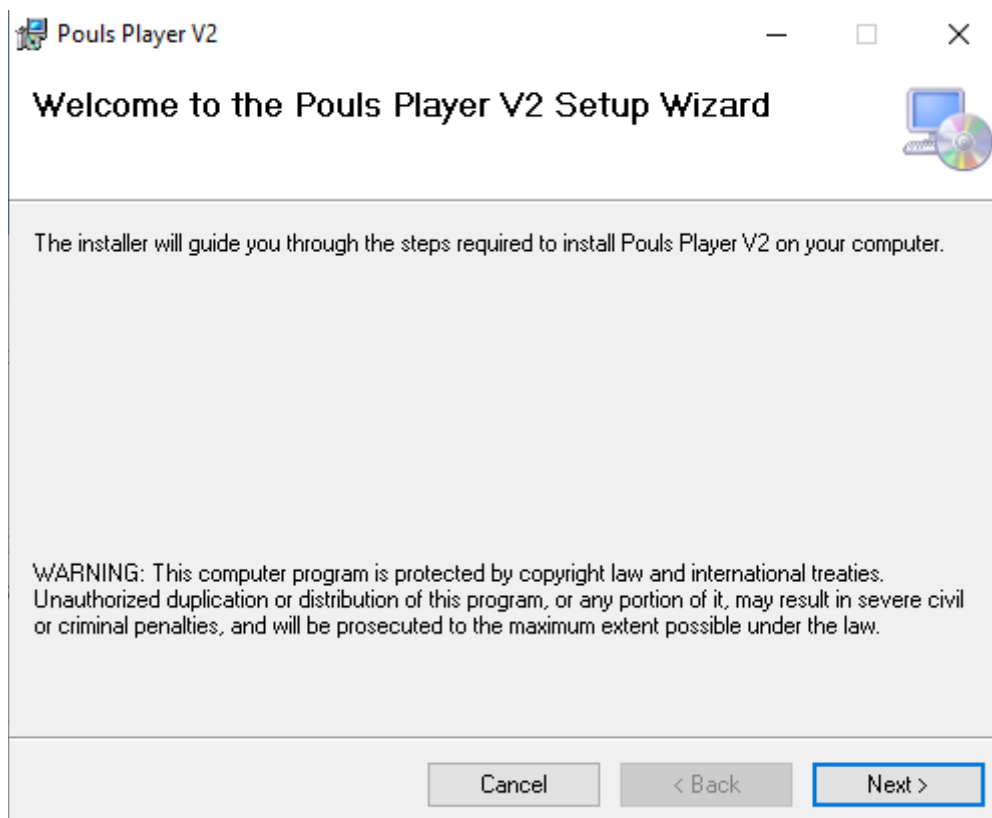 Pouls Player V2
Welcome to the Pouls Player V2 Setup Wizard
The installer will guide you through the steps required to install Pouls Player V2 on your computer.
WARNING: This computer program is protected by copyright law and international treaties.
Unauthorized duplication or distribution of this program, or any portion of it, may result in severe civil
or criminal penalties, and will be prosecuted to the maximum extent possible under the law.
Cancel
< Back
Next >